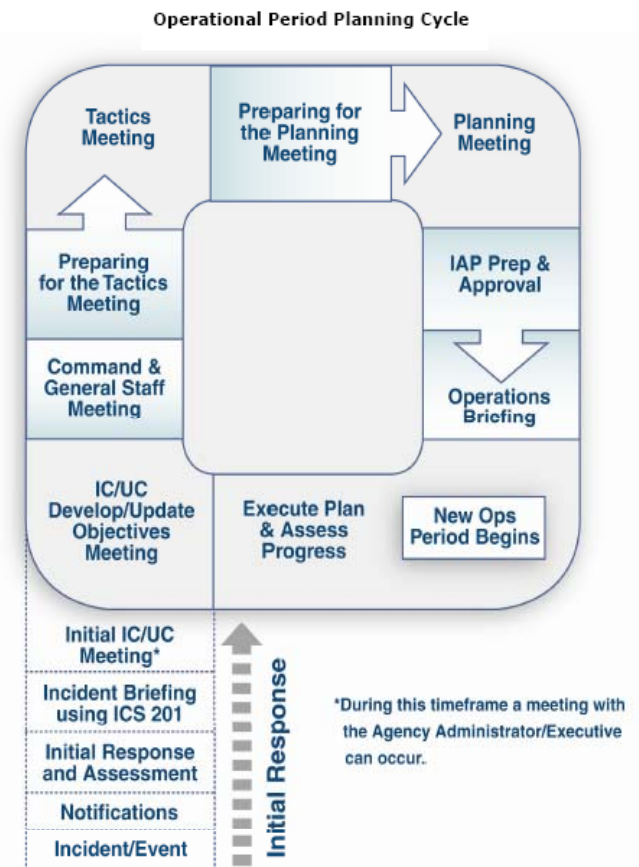 Operational Period Planning Cycle
Tactics
Meeting
Preparing for
the Planning
Meeting
Planning
Meeting
Preparing
for the Tactics
Meeting
IAP Prep &
Approval
Command &
General Staff
Meeting
Operations
Briefing
IC/UC
Develop/Update
Objectives
Meeting
Execute Plan
& Assess
Progress
New Ops
Period Begins
Initial IC/UC
Meeting*
Incident Briefing
using ICS 201
Initial Response
and Assessment
Notifications
Incident/Event
Initial Response
*During this timeframe a meeting with
the Agency Administrator/Executive
can occur.